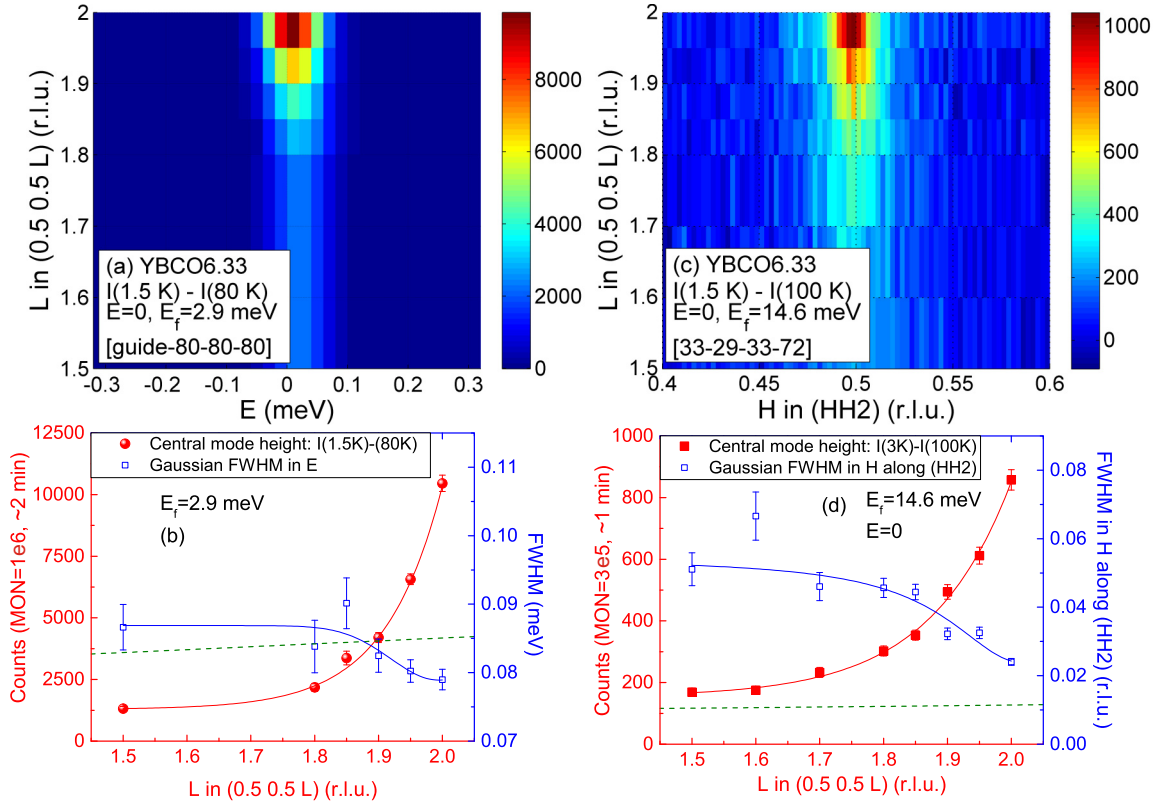 2
1.9
1.8
1.7
1.6
1.5
L in (0.5 0.5 L) (r.l.u.)
(a) YBCO6.33
I(1.5 K) - I(80 K)
E=0, Ef=2.9 meV
[guide-80-80-80]
-0.3 -0.2 -0.1 0 0.1 0.2 0.3
E (meV)
8000
6000
4000
2000
0
2
1.9
1.8
1.7
1.6
1.5
L in (0.5 0.5 L) (r.l.u.)
(c) YBCO6.33
I(1.5 K) - I(100 K)
E=0, Ef=14.6 meV
[33-29-33-72]
0.4 0.45 0.5 0.55 0.6
H in (HH2) (r.l.u.)
1000
800
600
400
200
0
12500
10000
7500
5000
2500
0
Counts (MON=1e6, ~2 min)
Central mode height: I(1.5K)-(80K)
Gaussian FWHM in E
Ef=2.9 meV
(b)
0.11
0.10
0.09
0.08
0.07
FWHM (meV)
1.5 1.6 1.7 1.8 1.9 2.0
L in (0.5 0.5 L) (r.l.u.)
1000
800
600
400
200
0
Counts (MON=3e5, ~1 min)
Central mode height: I(3K)-I(100K)
Gaussian FWHM in H along (HH2)
(d) Ef=14.6 meV
E=0
0.08
0.06
0.04
0.02
0.00
FWHM in H along (HH2) (r.l.u.)
1.5 1.6 1.7 1.8 1.9 2.0
L in (0.5 0.5 L) (r.l.u.)